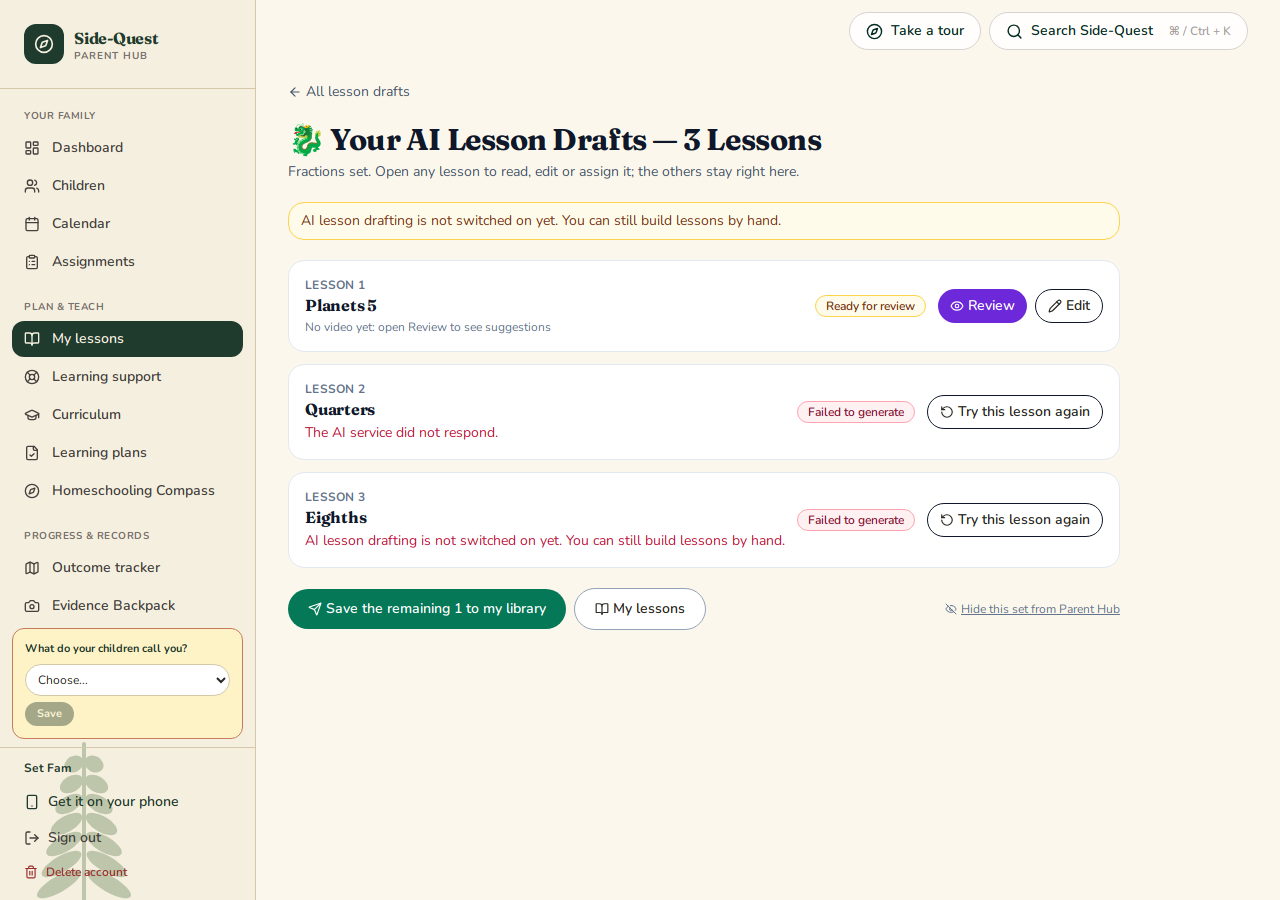 Side-Quest
PARENT HUB
YOUR FAMILY
Dashboard
Children
Calendar
Assignments
PLAN & TEACH
My lessons
Learning support
Curriculum
Learning plans
Homeschooling Compass
PROGRESS & RECORDS
Outcome tracker
Evidence Backpack
What do your children call you?
Choose...
Save
Set Fam
Get it on your phone
Sign out
Delete account
Take a tour
Search Side-Quest ⌘ / Ctrl + K
All lesson drafts
Your AI Lesson Drafts — 3 Lessons
Fractions set. Open any lesson to read, edit or assign it; the others stay right here.
AI lesson drafting is not switched on yet. You can still build lessons by hand.
LESSON 1
Planets 5
No video yet: open Review to see suggestions
Ready for review
Review
Edit
LESSON 2
Quarters
The AI service did not respond.
Failed to generate
Try this lesson again
LESSON 3
Eighths
AI lesson drafting is not switched on yet. You can still build lessons by hand.
Failed to generate
Try this lesson again
Save the remaining 1 to my library
My lessons
Hide this set from Parent Hub